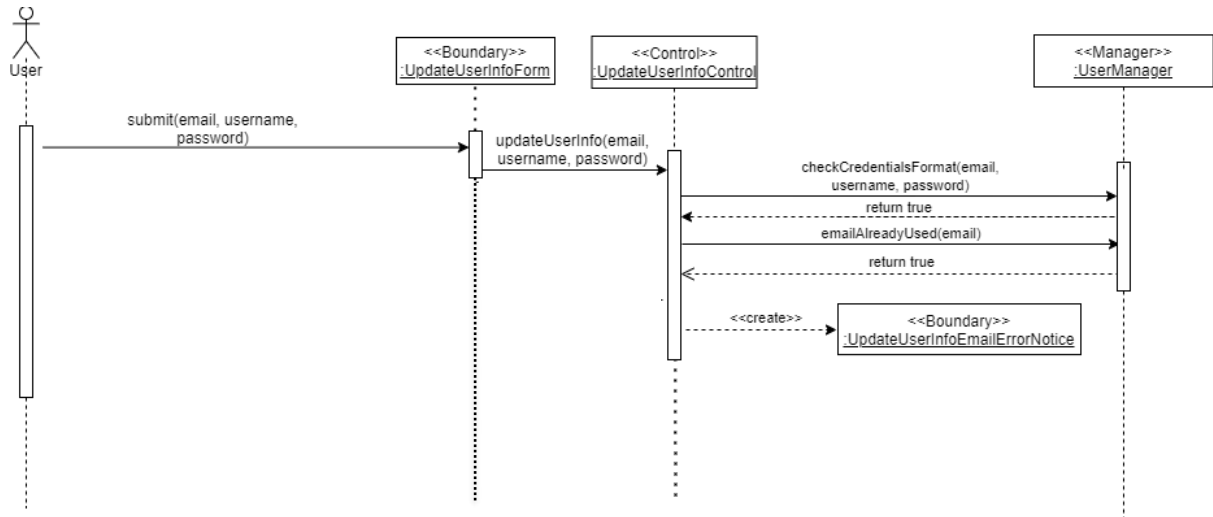 User
<<Boundary>>
:UpdateUserInfoForm
<<Control>>
:UpdateUserInfoControl
<<Manager>>
:UserManager
submit(email, username,
password)
updateUserInfo(email,
username, password)
checkCredentialsFormat(email,
username, password)
return true
emailAlreadyUsed(email)
return true
<<create>>
<<Boundary>>
:UpdateUserInfoEmailErrorNotice